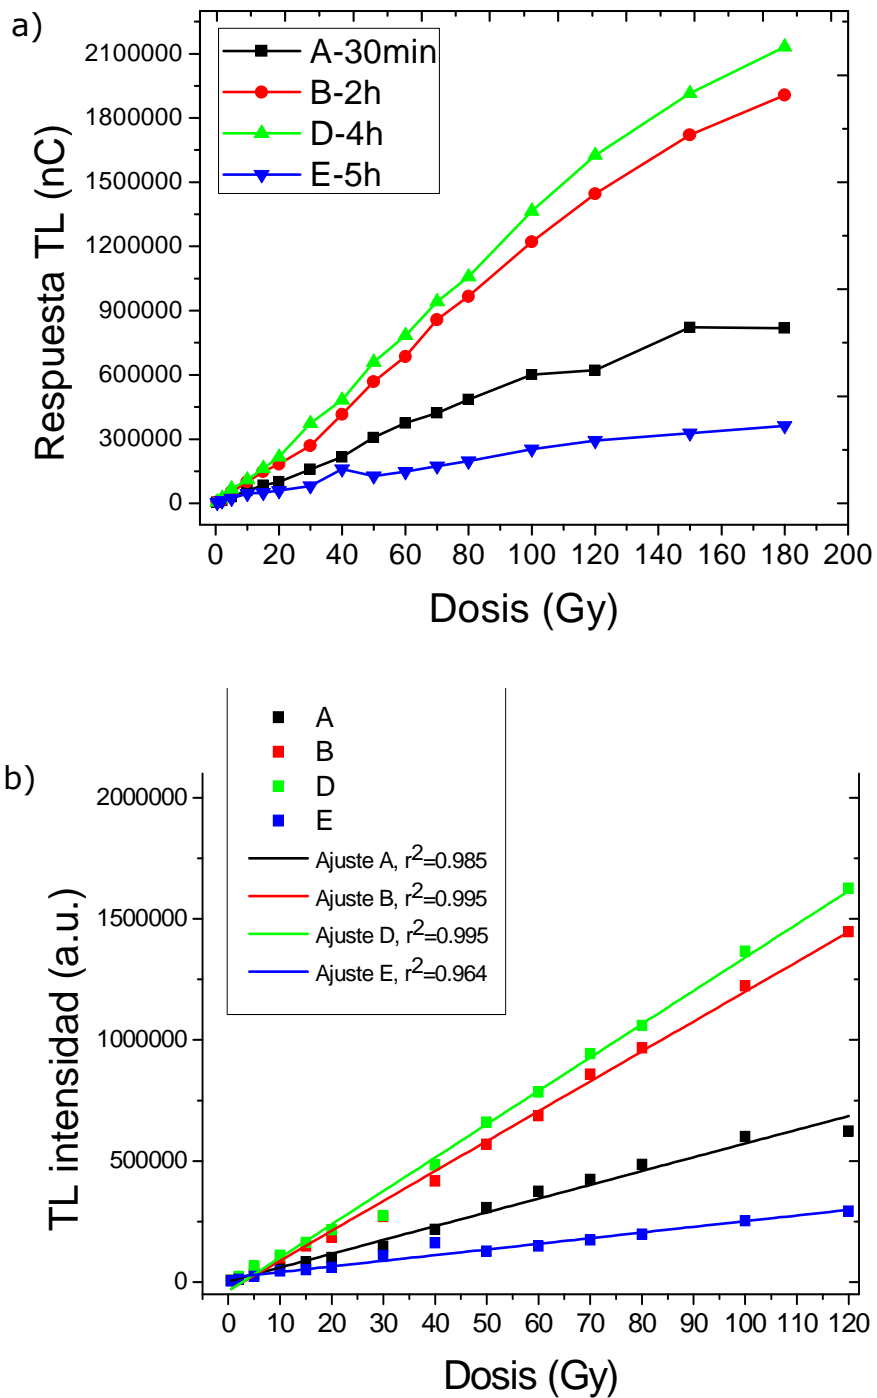 a)
A-30min
B-2h
D-4h
E-5h
Respuesta TL (nC)
2100000
1800000
1500000
1200000
900000
600000
300000
0
0 20 40 60 80 100 120 140 160 180 200
Dosis (Gy)
b)
A
B
D
E
Ajuste A, r²=0.985
Ajuste B, r²=0.995
Ajuste D, r²=0.995
Ajuste E, r²=0.964
TL intensidad (a.u.)
2000000
1500000
1000000
500000
0
0 10 20 30 40 50 60 70 80 90 100 110 120
Dosis (Gy)